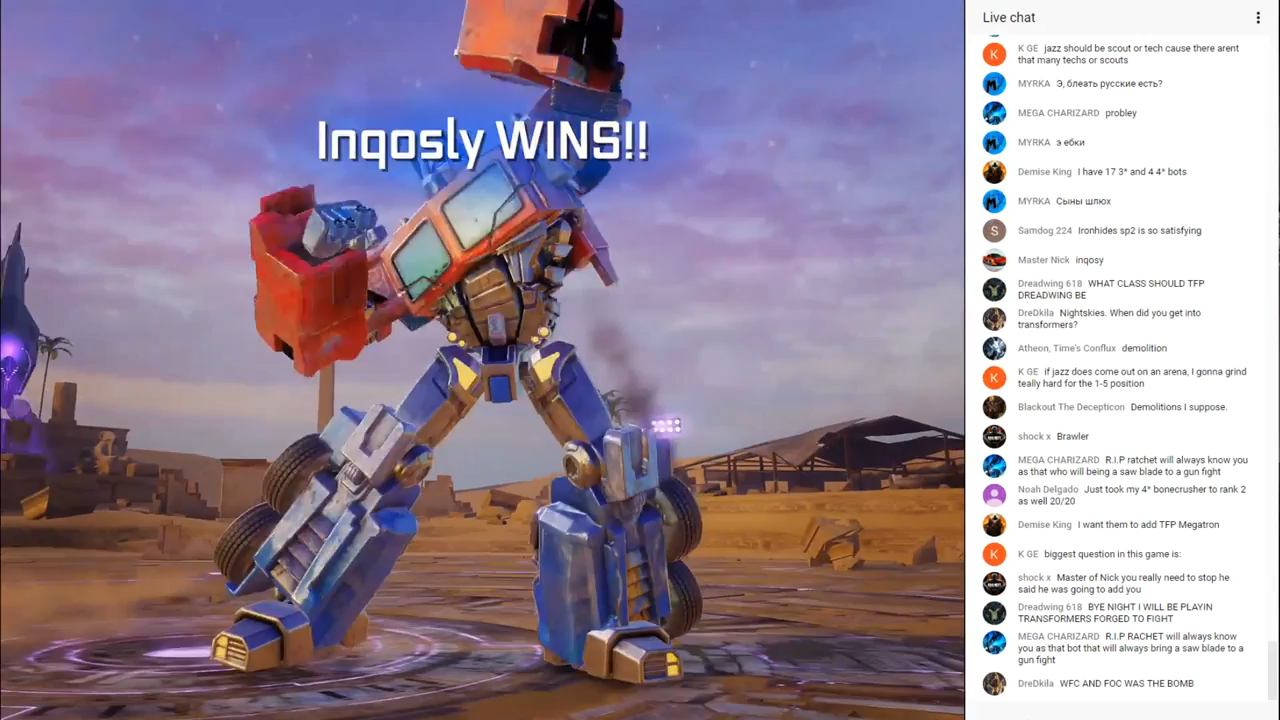 Inqosly WINS!!
Live chat
K GE jazz should be scout or tech cause there arent
that many techs or scouts
MYRKA Э, блеать русские есть?
MEGA CHARIZARD probley
MYRKA э ебки
Demise King I have 17 3* and 4 4* bots
MYRKA Сыны шлюх
Samdog 224 Ironhides sp2 is so satisfying
Master Nick inqosy
Dreadwing 618 WHAT CLASS SHOULD TFP
DREADWING BE
DreDkila Nightskies. When did you get into
transformers?
Atheon, Time's Conflux demolition
K GE if jazz does come out on an arena, I gonna grind
teally hard for the 1-5 position
Blackout The Decepticon Demolitions I suppose.
shock x Brawler
MEGA CHARIZARD R.I.P ratchet will always know you
as that who will being a saw blade to a gun fight
Noah Delgado Just took my 4* bonecrusher to rank 2
as well 20/20
Demise King I want them to add TFP Megatron
K GE biggest question in this game is:
shock x Master of Nick you really need to stop he
said he was going to add you
Dreadwing 618 BYE NIGHT I WILL BE PLAYIN
TRANSFORMERS FORGED TO FIGHT
MEGA CHARIZARD R.I.P RACHET will always know
you as that bot that will always bring a saw blade to a
gun fight
DreDkila WFC AND FOC WAS THE BOMB